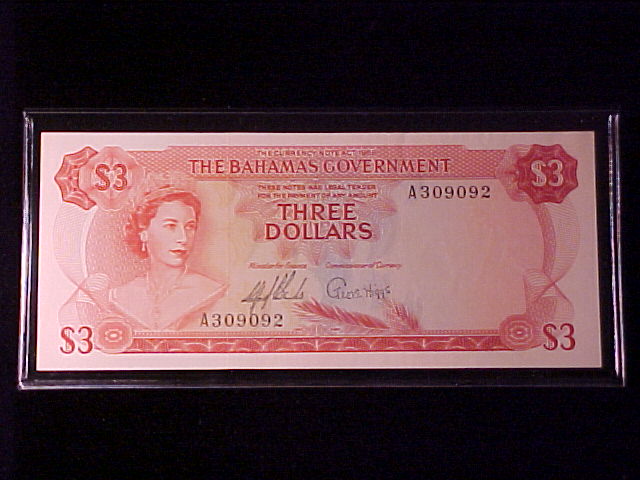 THE CURRENCY NOTE ACT 1965
THE BAHAMAS GOVERNMENT
$3 $3
THESE NOTES ARE LEGAL TENDER
FOR THE PAYMENT OF ANY AMOUNT
A309092
THREE
DOLLARS
Minister for Finance Commissioner of Currency
A309092
$3 $3